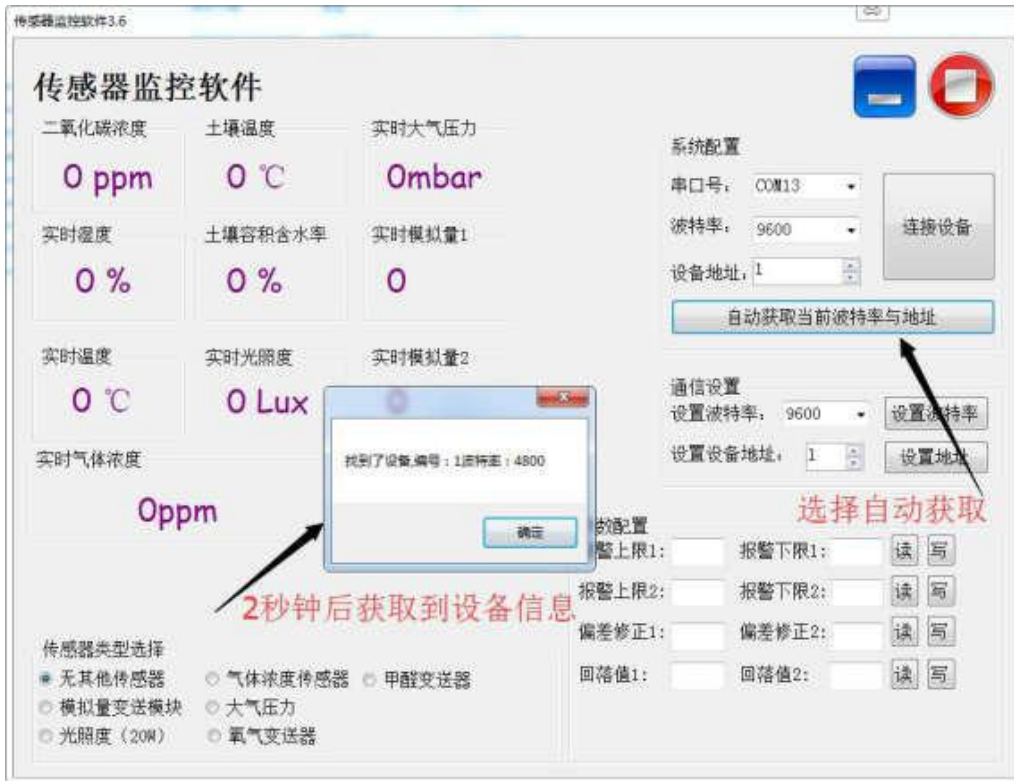 传感器监控软件3.6
传感器监控软件
二氧化碳浓度
土壤温度
实时大气压力
0 ppm
0 ℃
0mbar
实时湿度
土壤容积含水率
实时模拟量1
0 %
0 %
0
实时温度
实时光照度
实时模拟量2
0 ℃
0 Lux
实时气体浓度
0ppm
系统配置
串口号：
COM13
波特率：
9600
设备地址：
1
连接设备
自动获取当前波特率与地址
通信设置
设置波特率：
9600
设置波特率
设置设备地址：
1
设置地址
选择自动获取
找到了设备,编号：1波特率：4800
确定
2秒钟后获取到设备信息
数配置
警上限1:
报警下限1:
读
写
报警上限2:
报警下限2:
读
写
偏差修正1:
偏差修正2:
读
写
回落值1:
回落值2:
读
写
传感器类型选择
无其他传感器
气体浓度传感器
甲醛变送器
模拟量变送模块
大气压力
光照度（20W）
氧气变送器